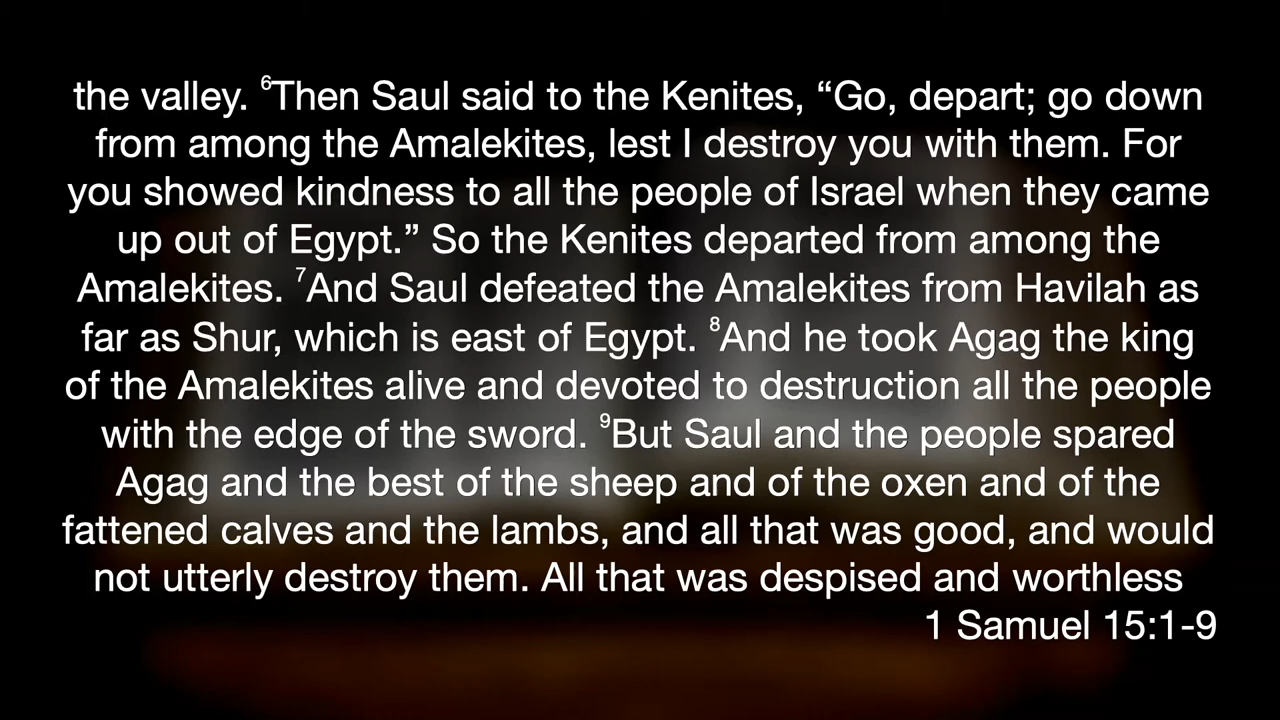 the valley. ⁶Then Saul said to the Kenites, “Go, depart; go down
from among the Amalekites, lest I destroy you with them. For
you showed kindness to all the people of Israel when they came
up out of Egypt.” So the Kenites departed from among the
Amalekites. ⁷And Saul defeated the Amalekites from Havilah as
far as Shur, which is east of Egypt. ⁸And he took Agag the king
of the Amalekites alive and devoted to destruction all the people
with the edge of the sword. ⁹But Saul and the people spared
Agag and the best of the sheep and of the oxen and of the
fattened calves and the lambs, and all that was good, and would
not utterly destroy them. All that was despised and worthless
1 Samuel 15:1-9